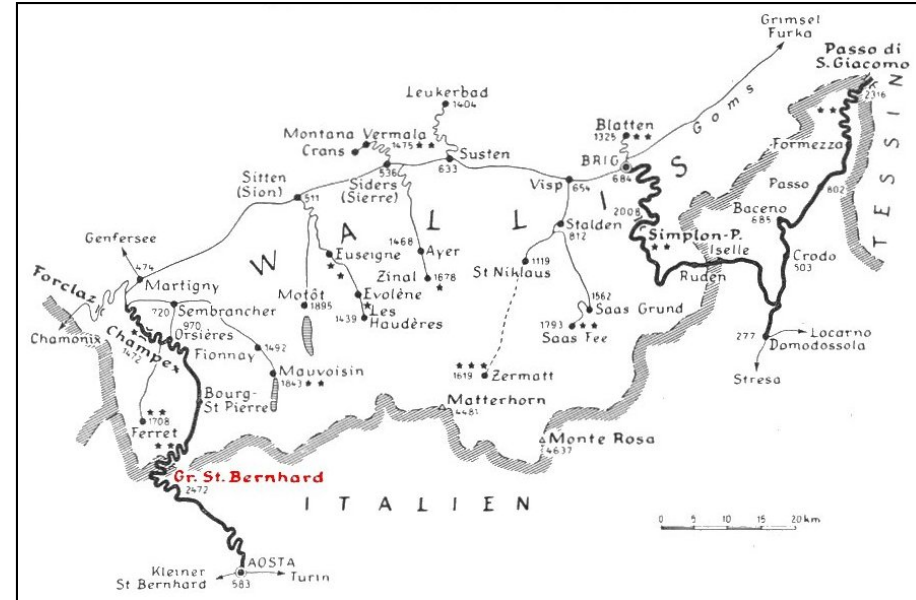 Grimsel
Furka
Passo di
S. Giacomo
2316
Leukerbad
1404
Goms
Blatten
1325 ★★★
★★
Montana Vermala
1475 ★★
Crans
Susten
633
BRIG
684
Formezza
TESSIN
Sitten
(Sion)
511
536
Siders
(Sierre)
Visp
654
Passo
802
WALLIS
2008
Simplon-P.
★★
Baceno
685
Stalden
812
Genfersee
Euseigne
★★
1468
Ayer
1119
St Niklaus
Iselle
Ruden
Crodo
503
474
Martigny
Zinal
1678
★
Forclaz
720
Sembrancher
Motôt
1895
Evolène
★
Les
Haudères
1439
1562
Saas Grund
1793
Saas Fee
★★★
Chamonix
Champex
1472
970
Orsières
Fionnay
1492
277
Domodossola
Locarno
Stresa
Mauvoisin
1843 ★★
★★★
1619
Zermatt
Bourg-
St Pierre
★★
1708
Ferret
★★
Matterhorn
4481
Monte Rosa
4637
Gr. St. Bernhard
2472
ITALIEN
0 5 10 15 20 km
Kleiner
St Bernhard
AOSTA
583
Turin